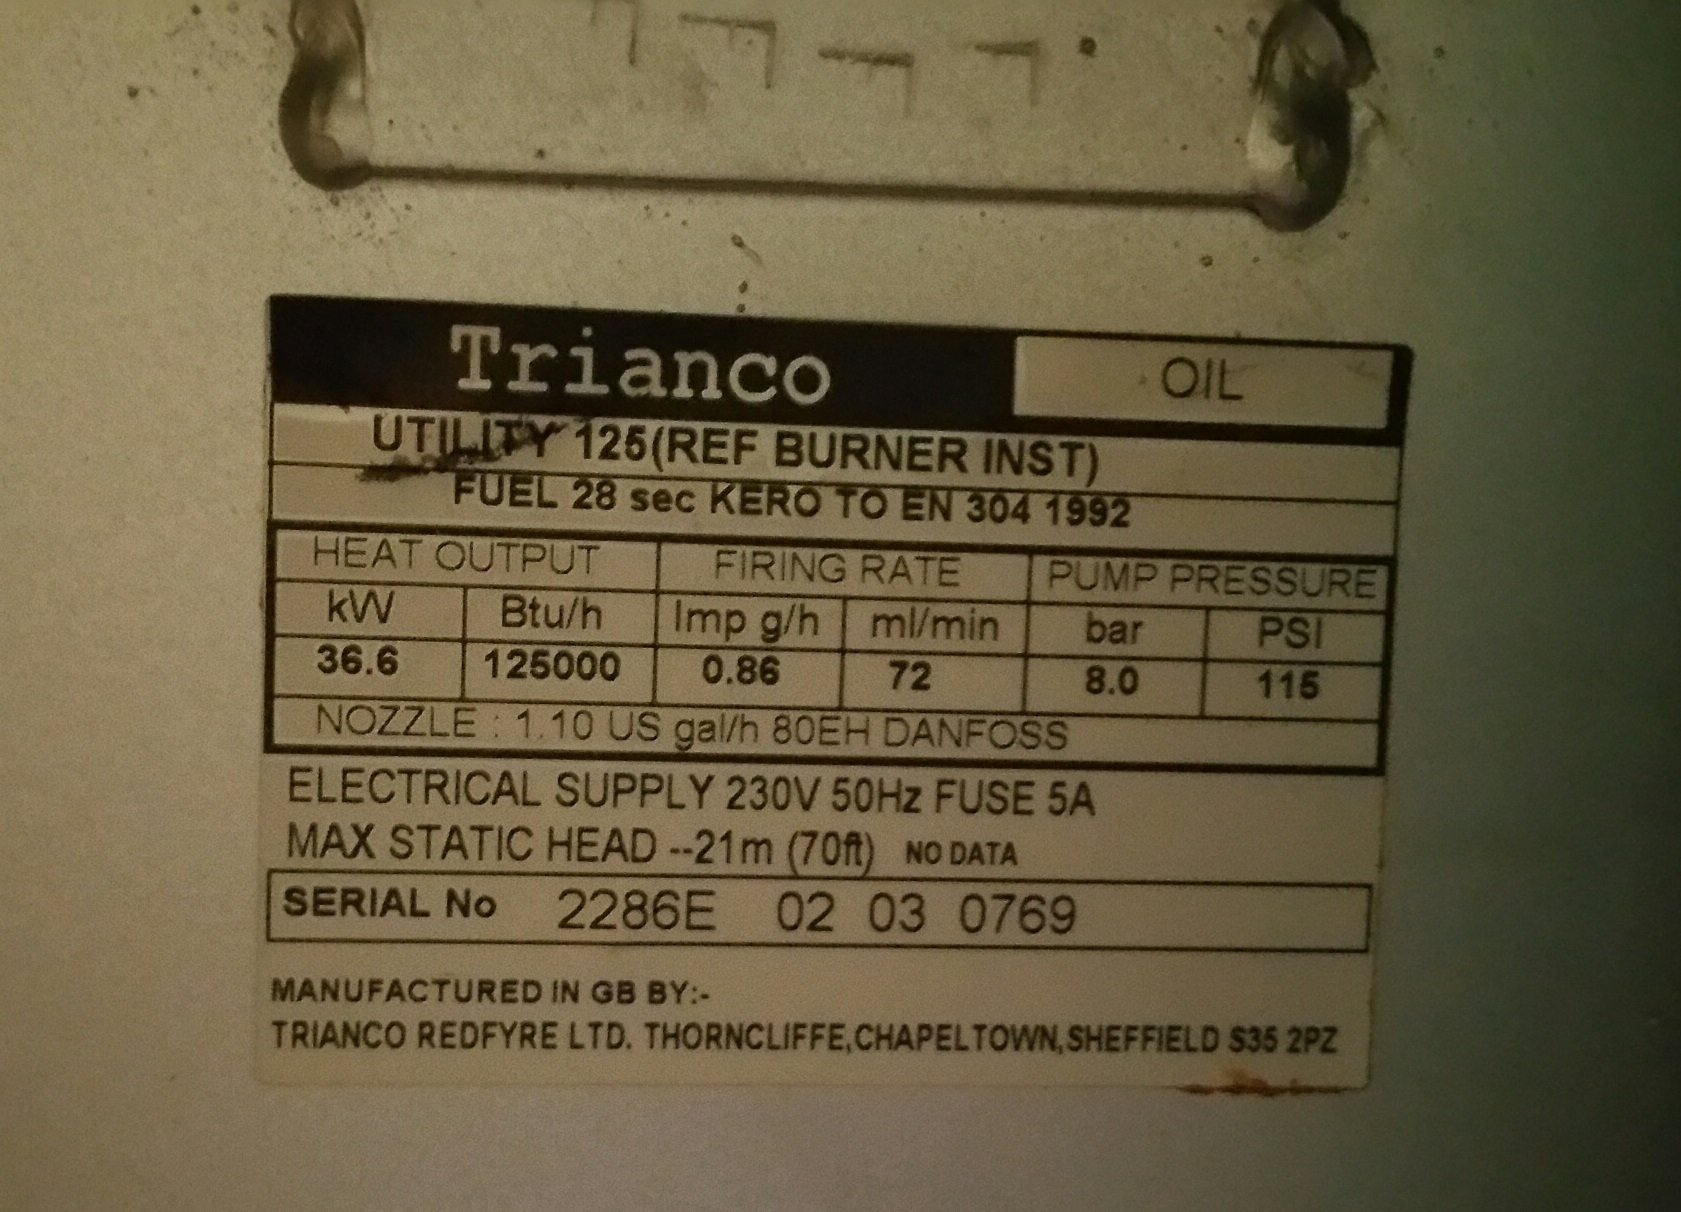 Trianco OIL
UTILITY 125(REF BURNER INST)
FUEL 28 sec KERO TO EN 304 1992
HEAT OUTPUT FIRING RATE PUMP PRESSURE
kW Btu/h Imp g/h ml/min bar PSI
36.6 125000 0.86 72 8.0 115
NOZZLE : 1.10 US gal/h 80EH DANFOSS
ELECTRICAL SUPPLY 230V 50Hz FUSE 5A
MAX STATIC HEAD --21m (70ft) NO DATA
SERIAL No 2286E 02 03 0769
MANUFACTURED IN GB BY:-
TRIANCO REDFYRE LTD. THORNCLIFFE,CHAPELTOWN,SHEFFIELD S35 2PZ